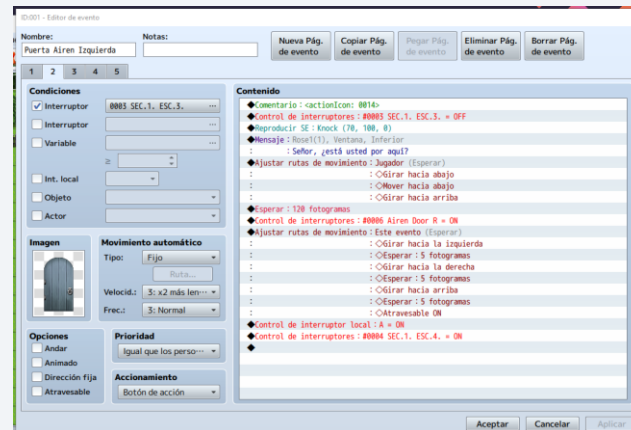 ID:001 - Editor de evento
Nombre:
Notas:
Puerta Airen Izquierda
Nueva Pág. de evento
Copiar Pág. de evento
Pegar Pág. de evento
Eliminar Pág. de evento
Borrar Pág. de evento
1 2 3 4 5
Condiciones
Interruptor 0003 SEC.1. ESC.3. ...
Interruptor ...
Variable ...
≥
Int. local
Objeto
Actor
Imagen
Movimiento automático
Tipo: Fijo
Ruta...
Velocid.: 3: x2 más len···
Frec.: 3: Normal
Opciones
Andar
Animado
Dirección fija
Atravesable
Prioridad
Igual que los perso···
Accionamiento
Botón de acción
Contenido
◆Comentario：<actionIcon: 0014>
◆Control de interruptores：#0003 SEC.1. ESC.3. = OFF
◆Reproducir SE：Knock (70, 100, 0)
◆Mensaje：Rose1(1), Ventana, Inferior
: ：Señor, ¿está usted por aquí?
◆Ajustar rutas de movimiento：Jugador (Esperar)
: ：◇Girar hacia abajo
: ：◇Mover hacia abajo
: ：◇Girar hacia arriba
◆Esperar：120 fotogramas
◆Control de interruptores：#0006 Airen Door R = ON
◆Ajustar rutas de movimiento：Este evento (Esperar)
: ：◇Girar hacia la izquierda
: ：◇Esperar：5 fotogramas
: ：◇Girar hacia la derecha
: ：◇Esperar：5 fotogramas
: ：◇Girar hacia arriba
: ：◇Esperar：5 fotogramas
: ：◇Atravesable ON
◆Control de interruptor local：A = ON
◆Control de interruptores：#0004 SEC.1. ESC.4. = ON
◆
Aceptar
Cancelar
Aplicar